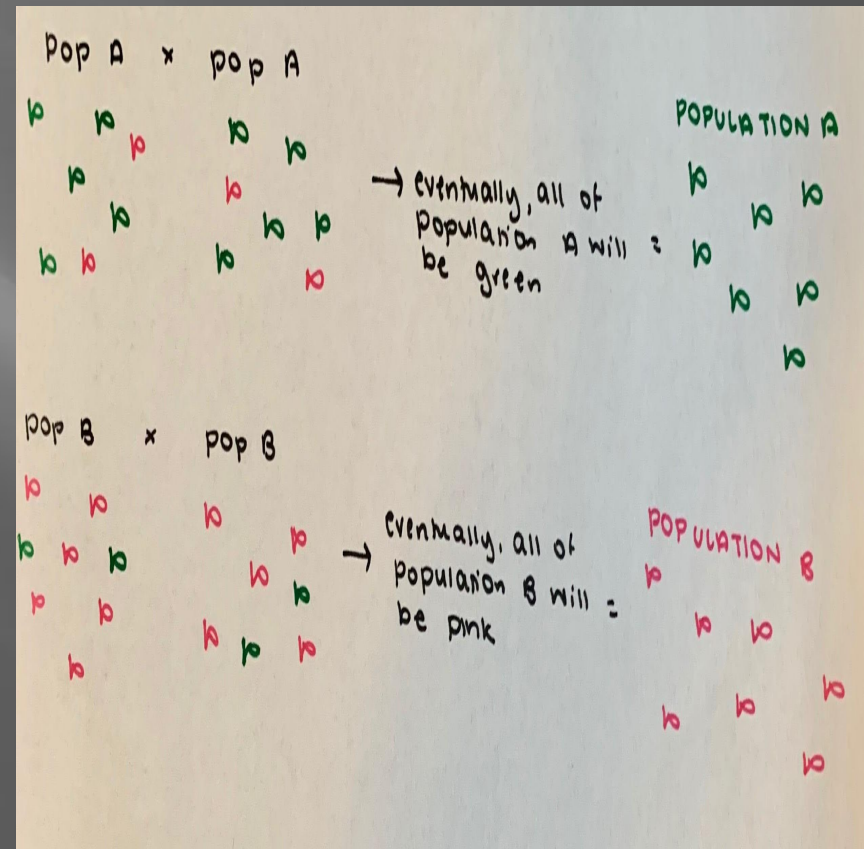 pop A x pop A
→ eventually, all of
population A will =
be green
POPULATION A
pop B x pop B
→ eventually, all of
population B will =
be pink
POPULATION B